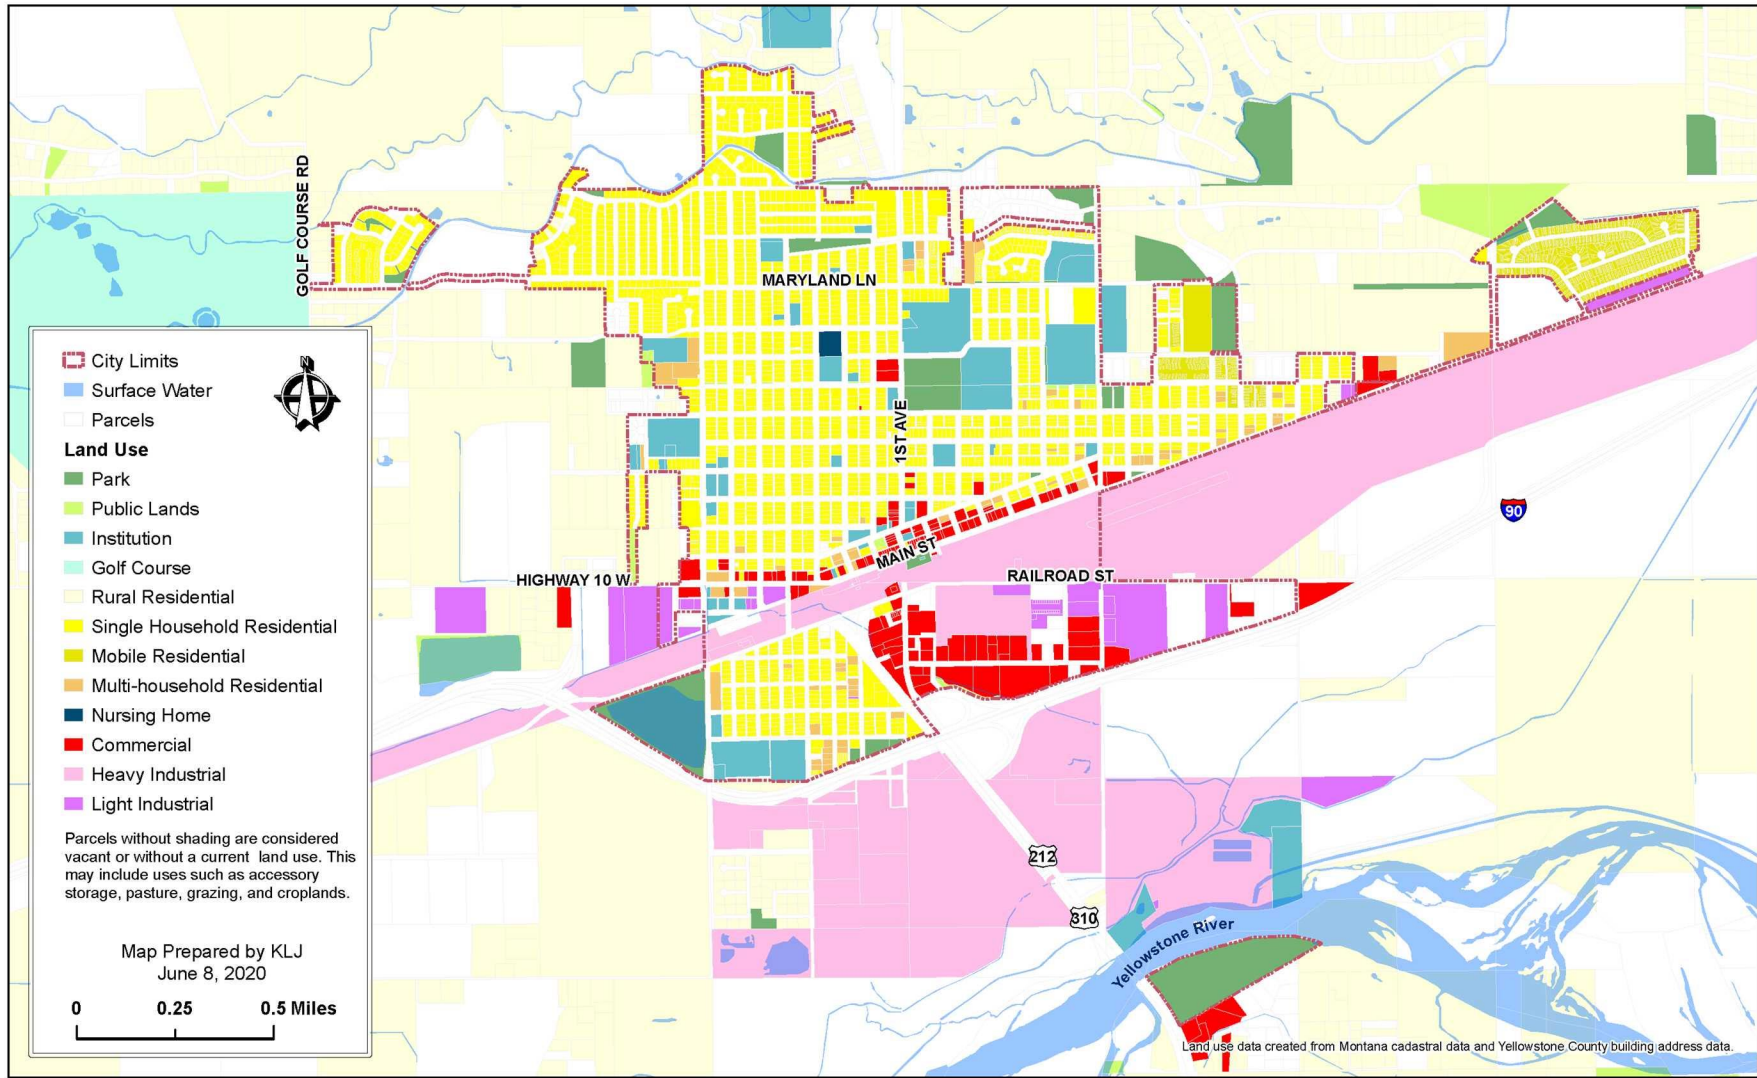 GOLF COURSE RD
MARYLAND LN
1ST AVE
MAIN ST
HIGHWAY 10 W
RAILROAD ST
90
212
310
Yellowstone River
City Limits
Surface Water
Parcels
Land Use
Park
Public Lands
Institution
Golf Course
Rural Residential
Single Household Residential
Mobile Residential
Multi-household Residential
Nursing Home
Commercial
Heavy Industrial
Light Industrial
N
Parcels without shading are considered
vacant or without a current land use. This
may include uses such as accessory
storage, pasture, grazing, and croplands.
Map Prepared by KLJ
June 8, 2020
0 0.25 0.5 Miles
Land use data created from Montana cadastral data and Yellowstone County building address data.